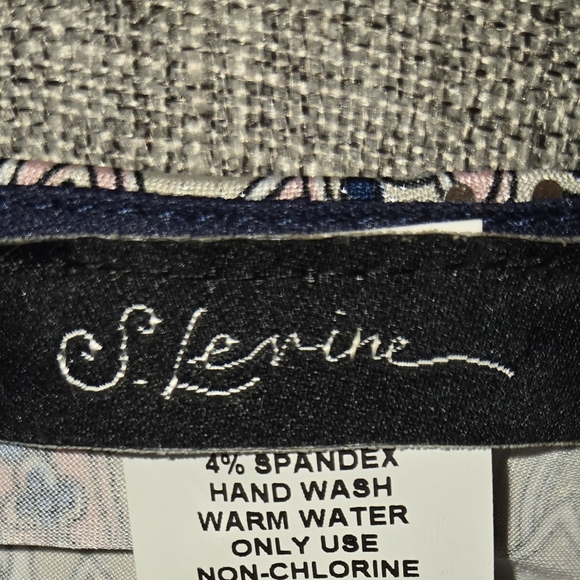 S. Levine
4% SPANDEX
HAND WASH
WARM WATER
ONLY USE
NON-CHLORINE